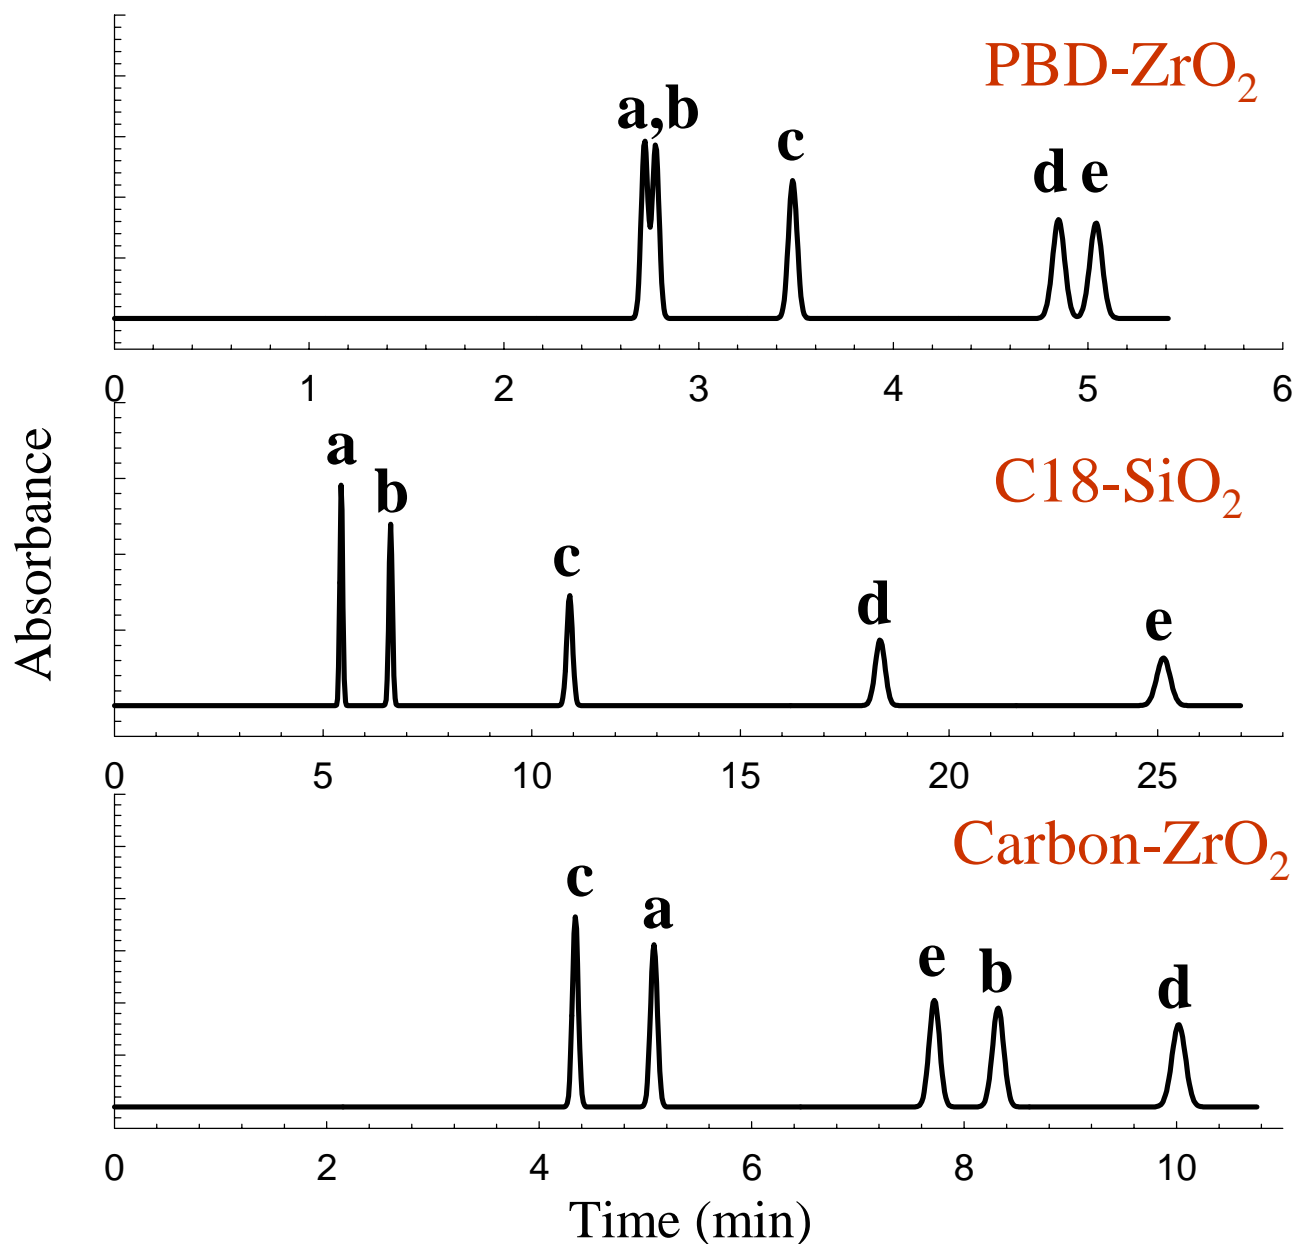 PBD-ZrO₂
a,b
c
d e
0 1 2 3 4 5 6
Absorbance
C18-SiO₂
a
b
c
d
e
0 5 10 15 20 25
Carbon-ZrO₂
c
a
e
b
d
0 2 4 6 8 10
Time (min)